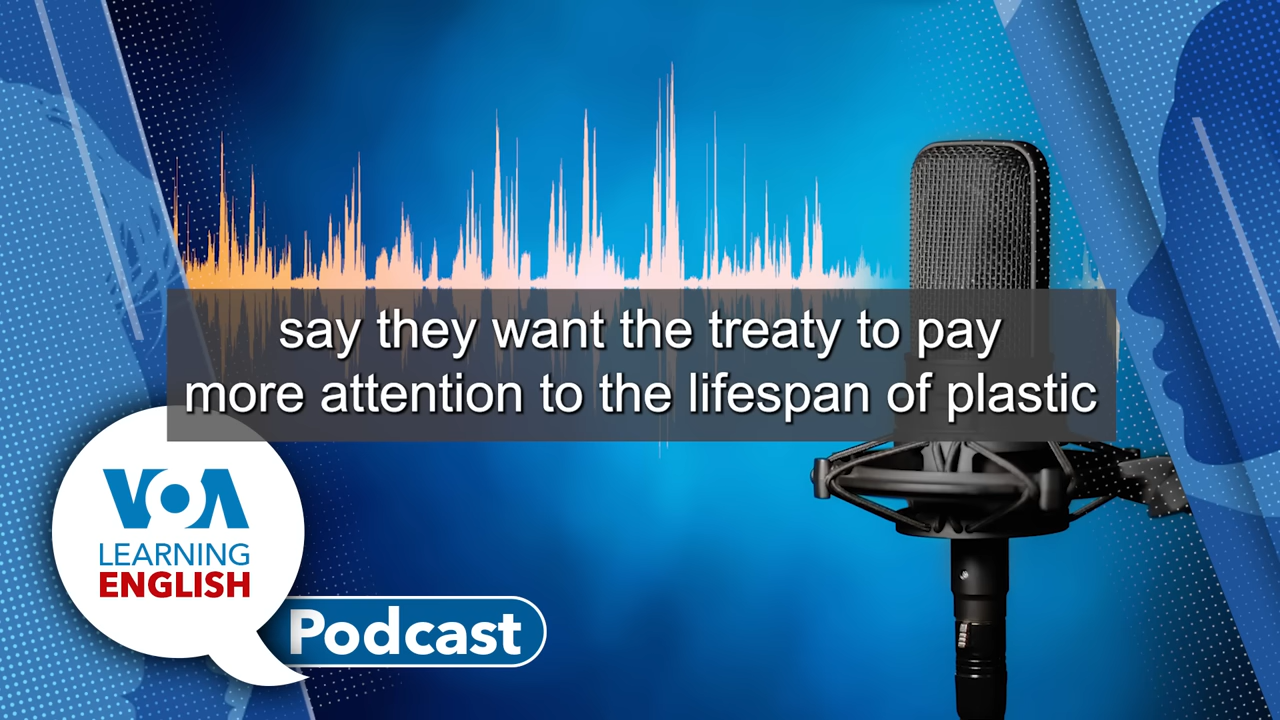 say they want the treaty to pay
more attention to the lifespan of plastic
VOA
LEARNING
ENGLISH
Podcast